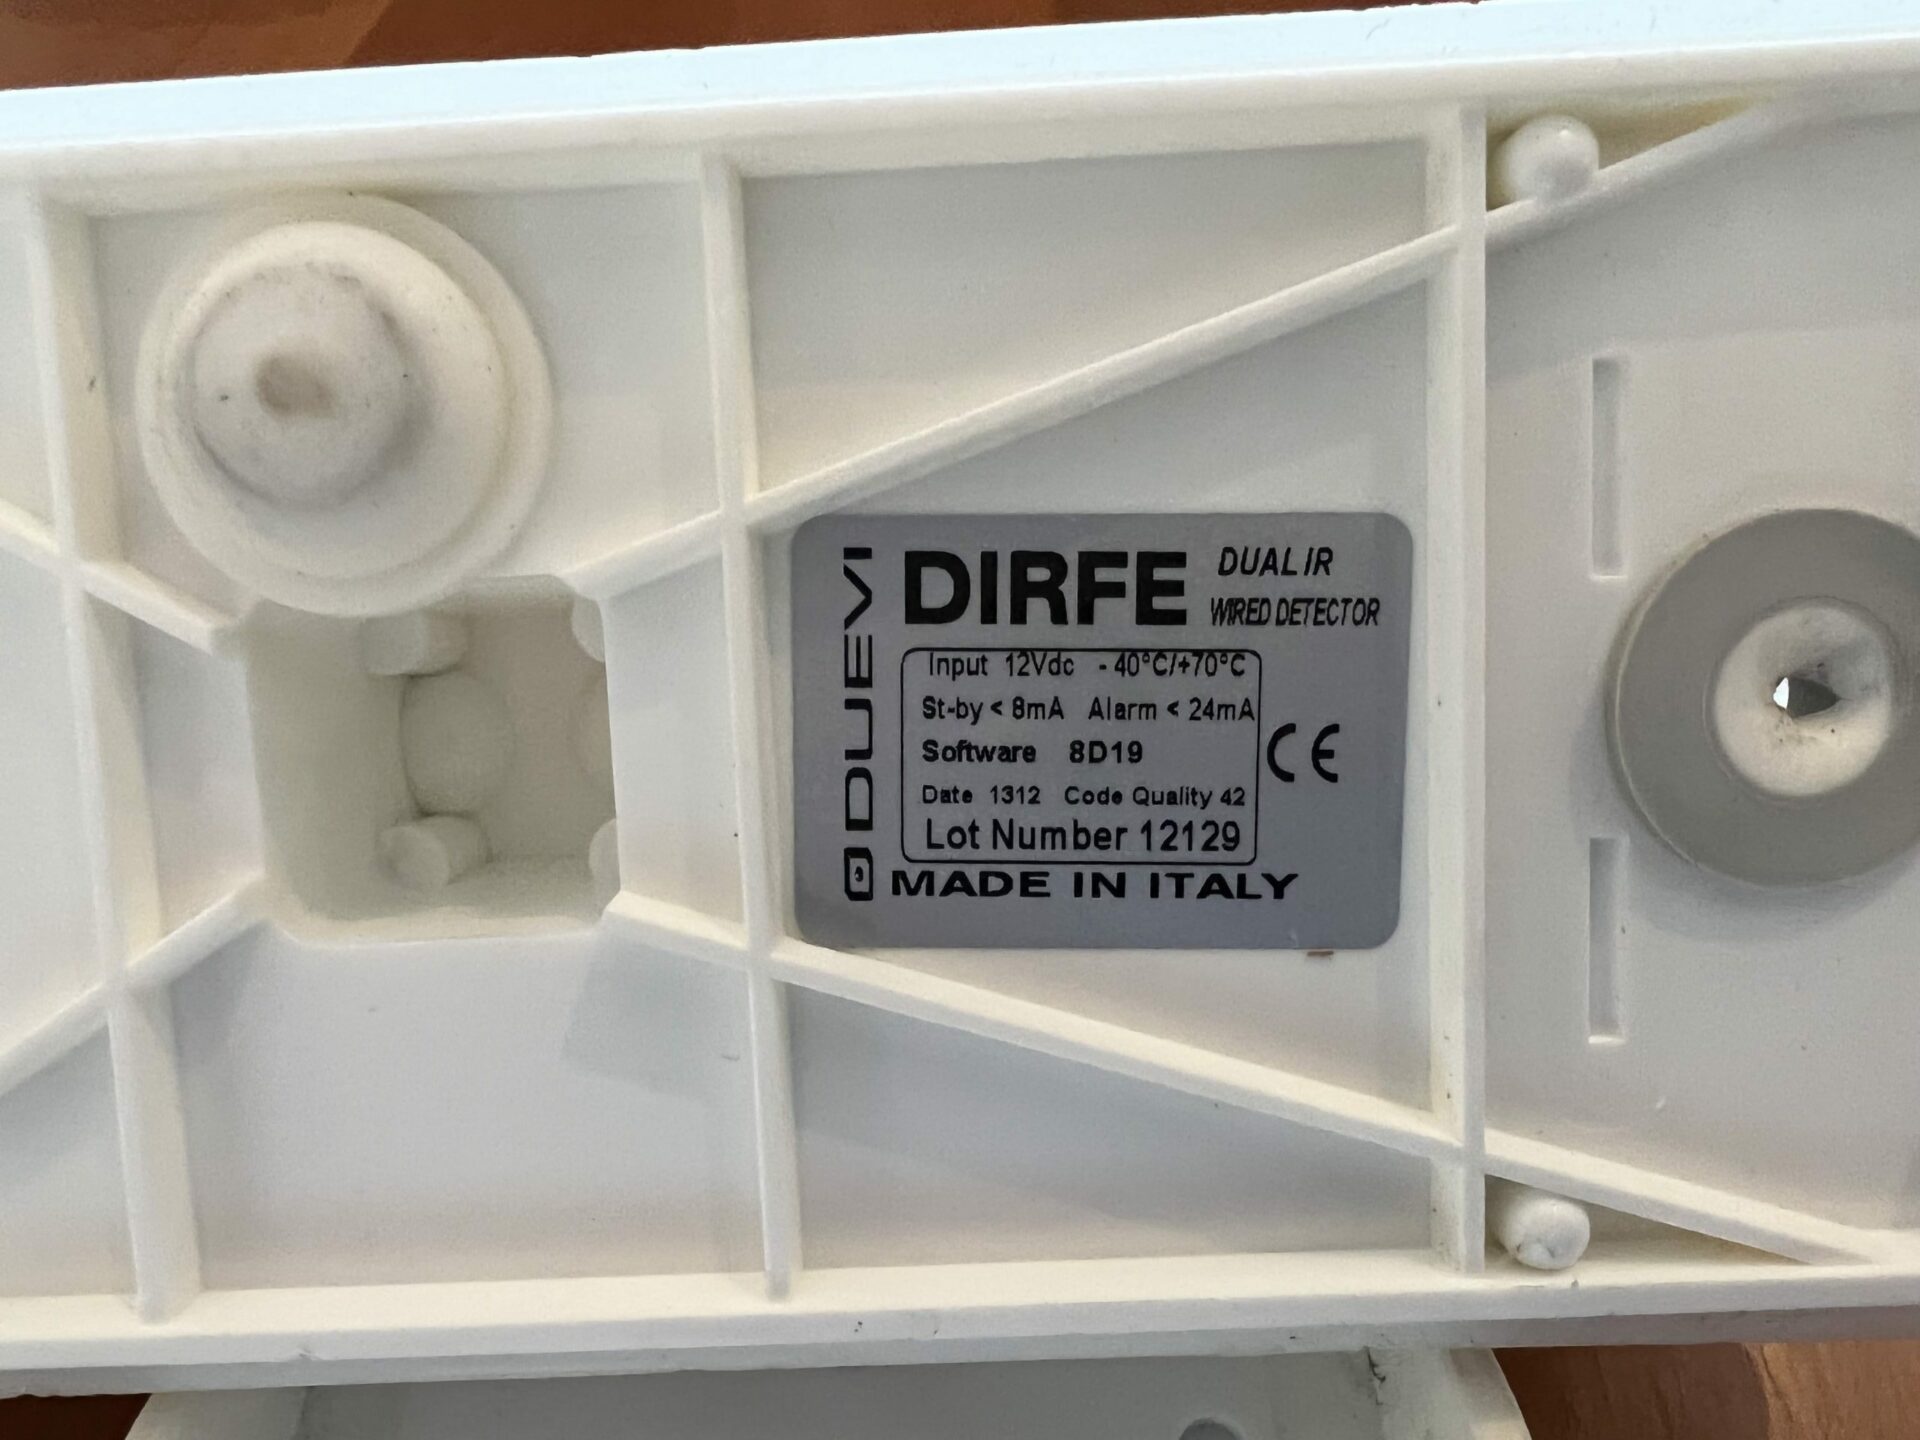 DUEVI
DIRFE DUAL IR
WIRED DETECTOR
Input 12Vdc - 40°C/+70°C
St-by < 8mA Alarm < 24mA
Software 8D19
CE
Date 1312 Code Quality 42
Lot Number 12129
MADE IN ITALY